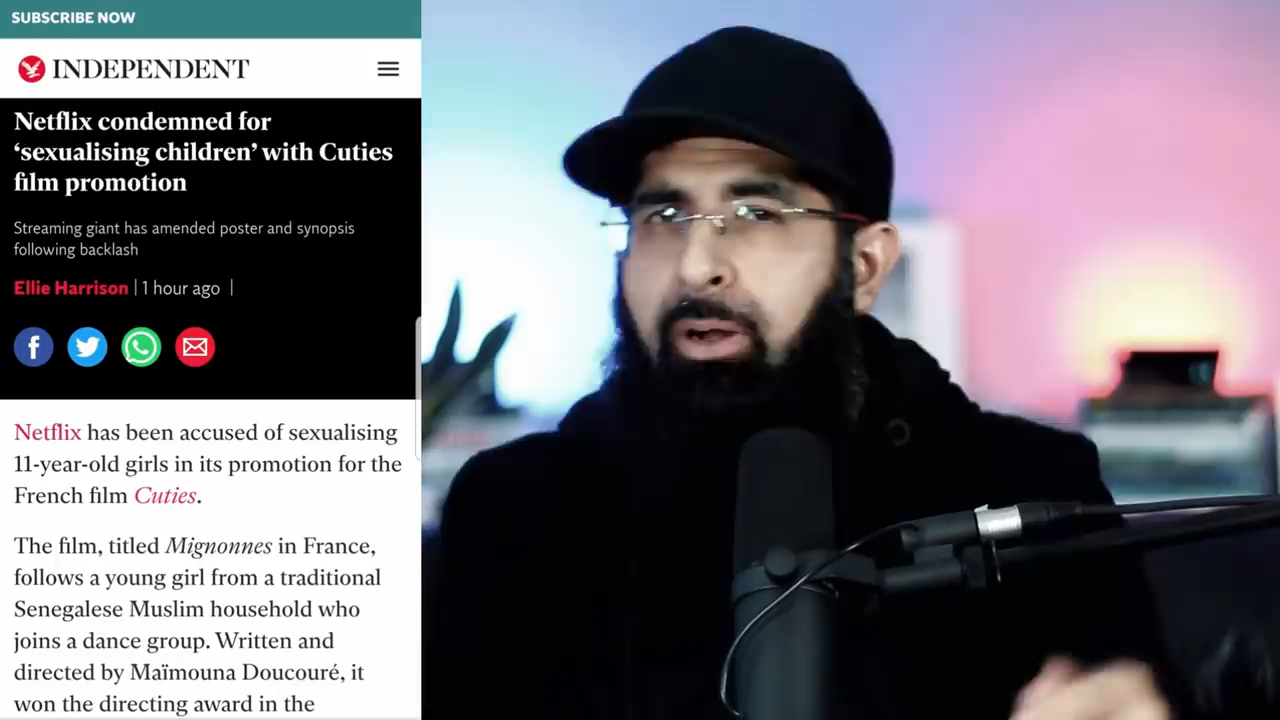 SUBSCRIBE NOW
INDEPENDENT
Netflix condemned for
‘sexualising children’ with Cuties
film promotion
Streaming giant has amended poster and synopsis
following backlash
Ellie Harrison | 1 hour ago |
Netflix has been accused of sexualising
11-year-old girls in its promotion for the
French film Cuties.
The film, titled Mignonnes in France,
follows a young girl from a traditional
Senegalese Muslim household who
joins a dance group. Written and
directed by Maïmouna Doucouré, it
won the directing award in the